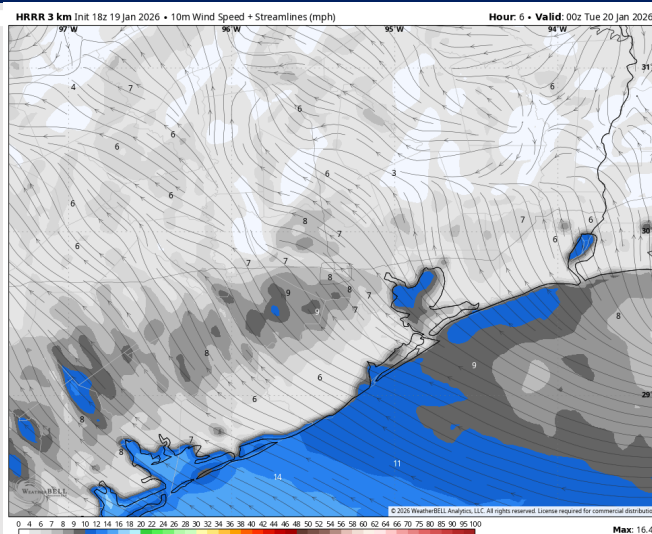 HRRR 3 km Init 18z 19 Jan 2026 • 10m Wind Speed + Streamlines (mph)
Hour: 6 • Valid: 00z Tue 20 Jan 2026
97°W 96°W 95°W 94°W
31
4 7 6
6
6 6
6 3
6 6
8 7 6
7
30
6 6
7 7
8
9 8 7
9 7
8
8
9
6
6
29
8
7
8
14 11
WEATHERBELL
© 2026 WeatherBELL Analytics, LLC. All rights reserved. License required for commercial distributio
0 4 6 7 8 9 10 12 14 16 18 20 22 24 26 28 30 32 34 36 38 40 42 44 46 48 50 52 54 56 58 60 62 64 66 70 75 80 85 90 95 100
Max: 16.4